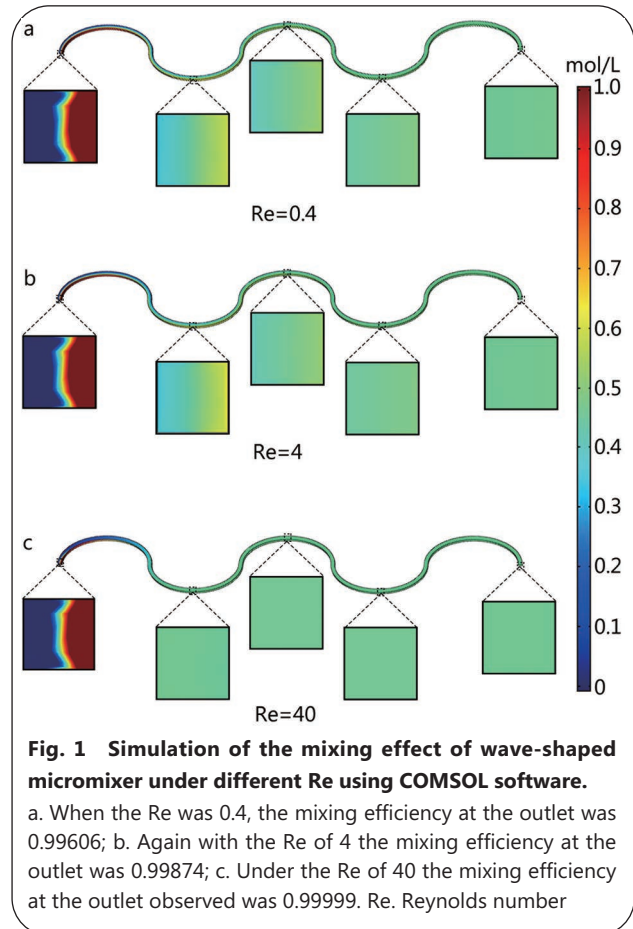 a
mol/L
1.0
0.9
0.8
0.7
0.6
0.5
0.4
0.3
0.2
0.1
0
Re=0.4
b
Re=4
c
Re=40
Fig. 1 Simulation of the mixing effect of wave-shaped
micromixer under different Re using COMSOL software.
a. When the Re was 0.4, the mixing efficiency at the outlet was
0.99606; b. Again with the Re of 4 the mixing efficiency at the
outlet was 0.99874; c. Under the Re of 40 the mixing efficiency
at the outlet observed was 0.99999. Re. Reynolds number